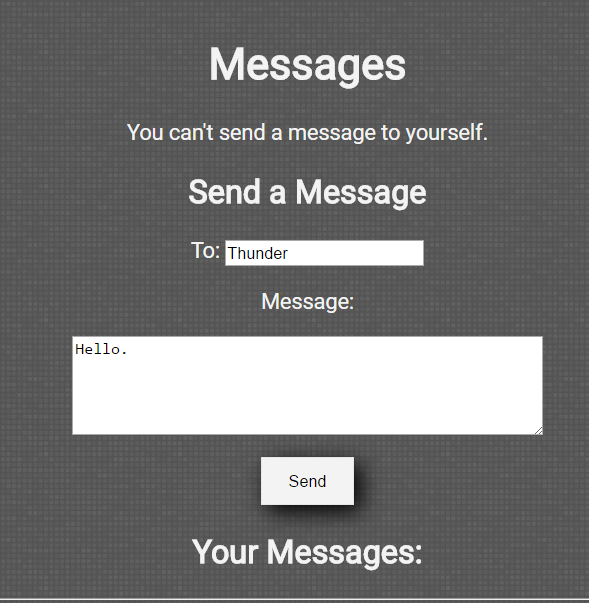 Messages
You can't send a message to yourself.
Send a Message
To: Thunder
Message:
Hello.
Send
Your Messages: